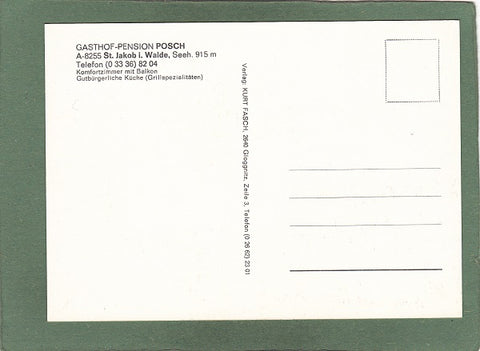 GASTHOF-PENSION POSCH
A-8255 St. Jakob i. Walde, Seeh. 915 m
Telefon (0 33 36) 82 04
Komfortzimmer mit Balkon
Gutbürgerliche Küche (Grillspezialitäten)
Verlag: KURT FASCH, 2640 Gloggnitz, Zeile 3, Telefon (0 26 62) 23 01